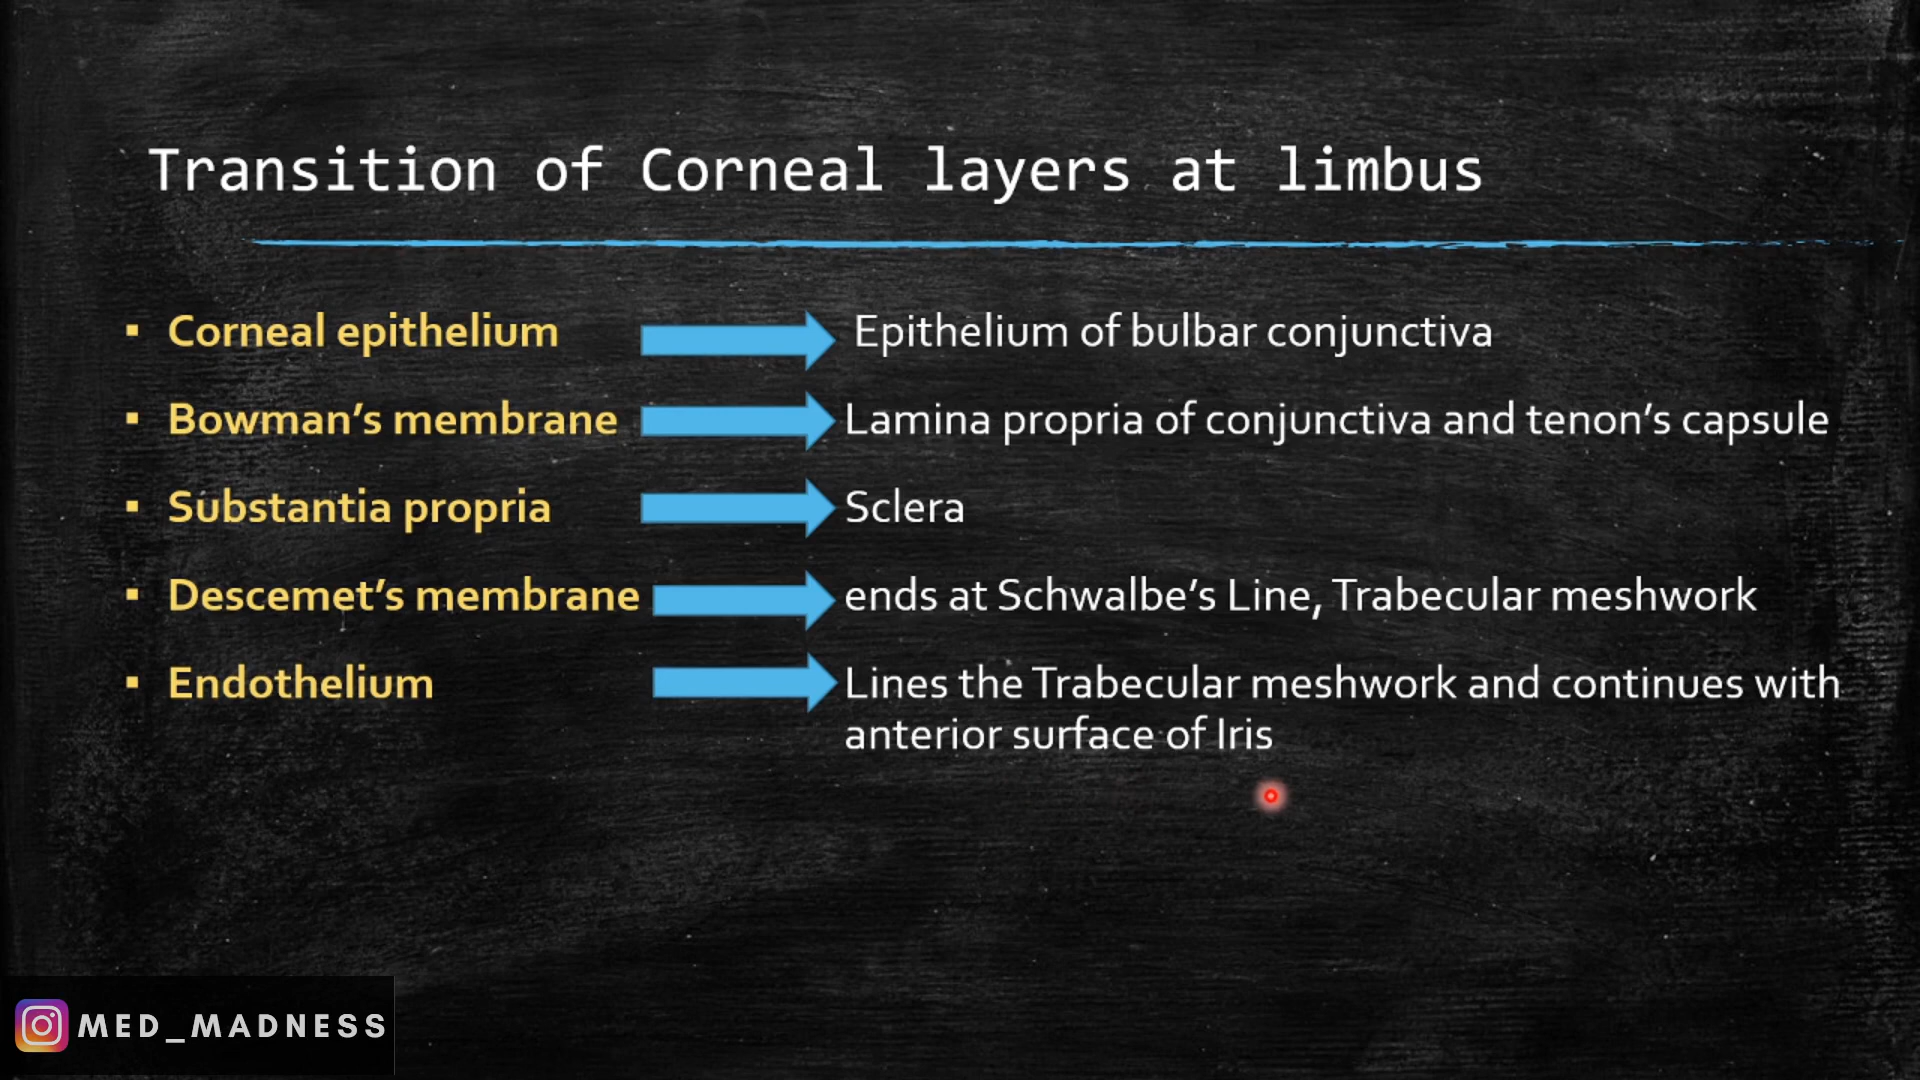 Transition of Corneal layers at limbus
▪ Corneal epithelium Epithelium of bulbar conjunctiva
▪ Bowman’s membrane Lamina propria of conjunctiva and tenon’s capsule
▪ Substantia propria Sclera
▪ Descemet’s membrane ends at Schwalbe’s Line, Trabecular meshwork
▪ Endothelium Lines the Trabecular meshwork and continues with
anterior surface of Iris
MED_MADNESS